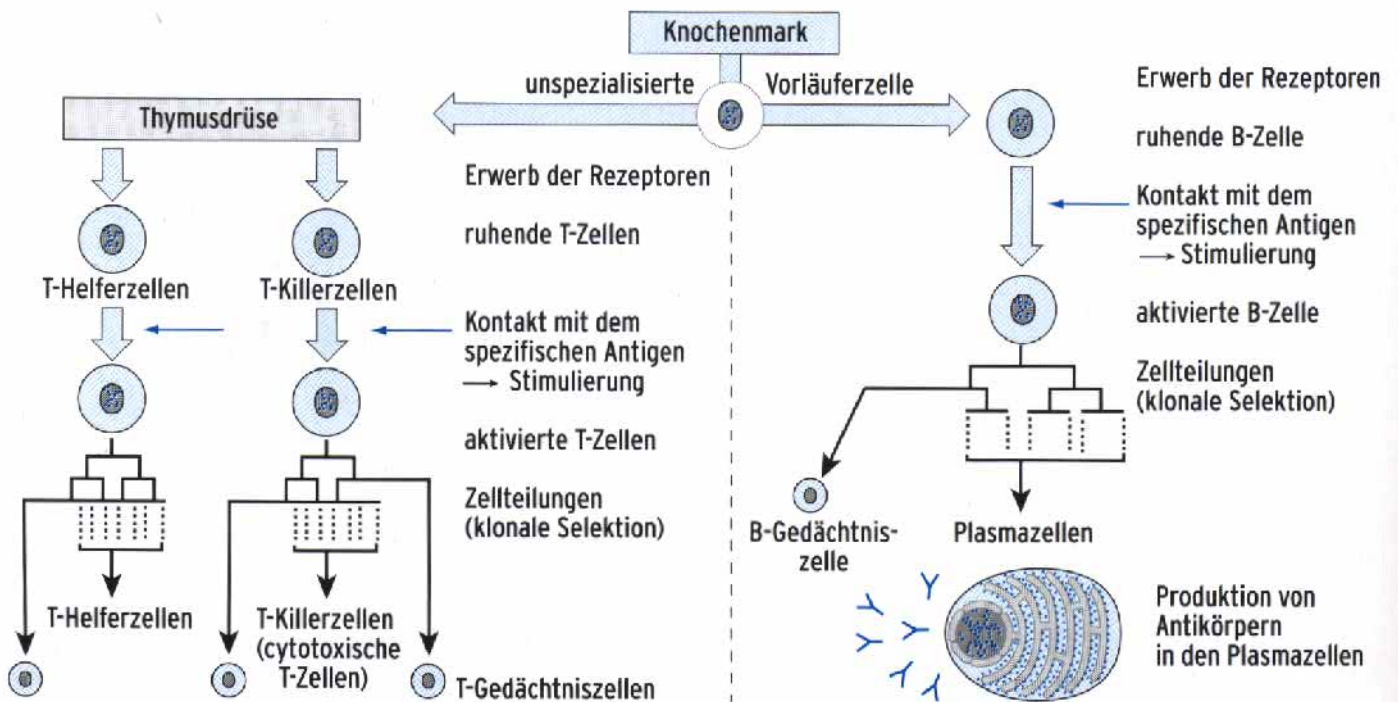 Knochenmark
unspezialisierte Vorläuferzelle
Thymusdrüse
Erwerb der Rezeptoren
ruhende T-Zellen
T-Helferzellen
T-Killerzellen
Kontakt mit dem
spezifischen Antigen
→ Stimulierung
aktivierte T-Zellen
Zellteilungen
(klonale Selektion)
T-Helferzellen
T-Killerzellen
(cytotoxische
T-Zellen)
T-Gedächtniszellen
Erwerb der Rezeptoren
ruhende B-Zelle
Kontakt mit dem
spezifischen Antigen
→ Stimulierung
aktivierte B-Zelle
Zellteilungen
(klonale Selektion)
B-Gedächtnis-
zelle
Plasmazellen
Produktion von
Antikörpern
in den Plasmazellen